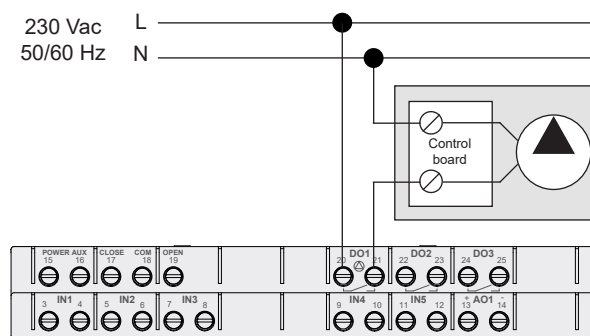 230 Vac
50/60 Hz
L
N
Control
board
POWER AUX CLOSE COM OPEN DO1 DO2 DO3
15 16 17 18 19 20 21 22 23 24 25
IN1 IN2 IN3 IN4 IN5 + AO1 -
3 4 5 6 7 8 9 10 11 12 13 14